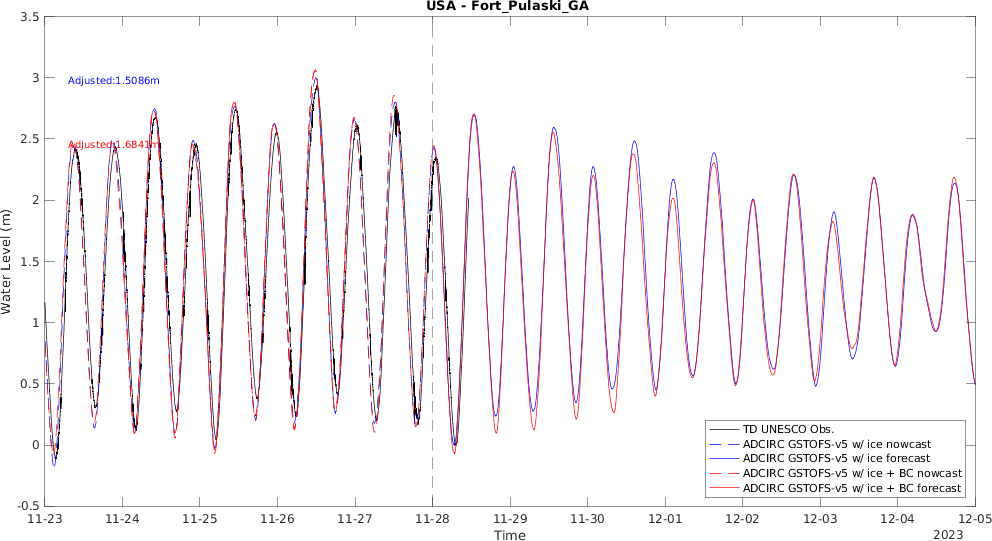 USA - Fort_Pulaski_GA
3.5
3
2.5
2
1.5
1
0.5
0
-0.5
Water Level (m)
Adjusted:1.5086m
Adjusted:1.6841m
TD UNESCO Obs.
ADCIRC GSTOFS-v5 w/ ice nowcast
ADCIRC GSTOFS-v5 w/ ice forecast
ADCIRC GSTOFS-v5 w/ ice + BC nowcast
ADCIRC GSTOFS-v5 w/ ice + BC forecast
11-23 11-24 11-25 11-26 11-27 11-28 11-29 11-30 12-01 12-02 12-03 12-04 12-05
Time
2023